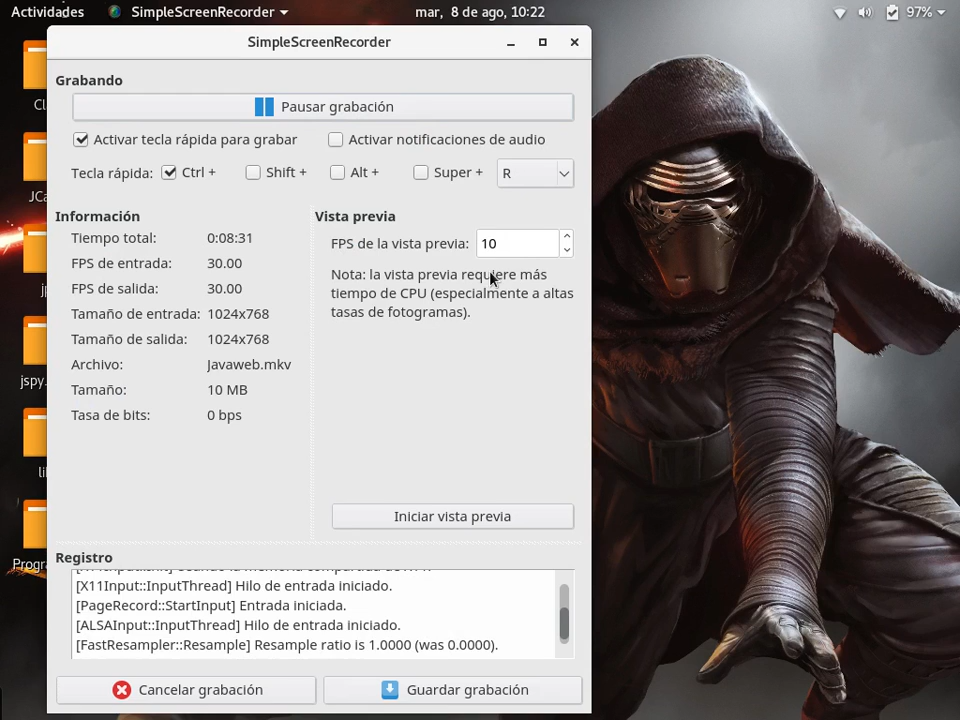 Actividades
SimpleScreenRecorder
mar, 8 de ago, 10:22
97%
SimpleScreenRecorder
Grabando
Pausar grabación
Activar tecla rápida para grabar
Activar notificaciones de audio
Tecla rápida:
Ctrl +
Shift +
Alt +
Super +
R
Información
Tiempo total: 0:08:31
FPS de entrada: 30.00
FPS de salida: 30.00
Tamaño de entrada: 1024x768
Tamaño de salida: 1024x768
Archivo: Javaweb.mkv
Tamaño: 10 MB
Tasa de bits: 0 bps
Vista previa
FPS de la vista previa: 10
Nota: la vista previa requiere más
tiempo de CPU (especialmente a altas
tasas de fotogramas).
Iniciar vista previa
Registro
[X11Input::InputThread] Hilo de entrada iniciado.
[PageRecord::StartInput] Entrada iniciada.
[ALSAInput::InputThread] Hilo de entrada iniciado.
[FastResampler::Resample] Resample ratio is 1.0000 (was 0.0000).
Cancelar grabación
Guardar grabación
Cl
JCa
jp
jspy.
lil
Progra